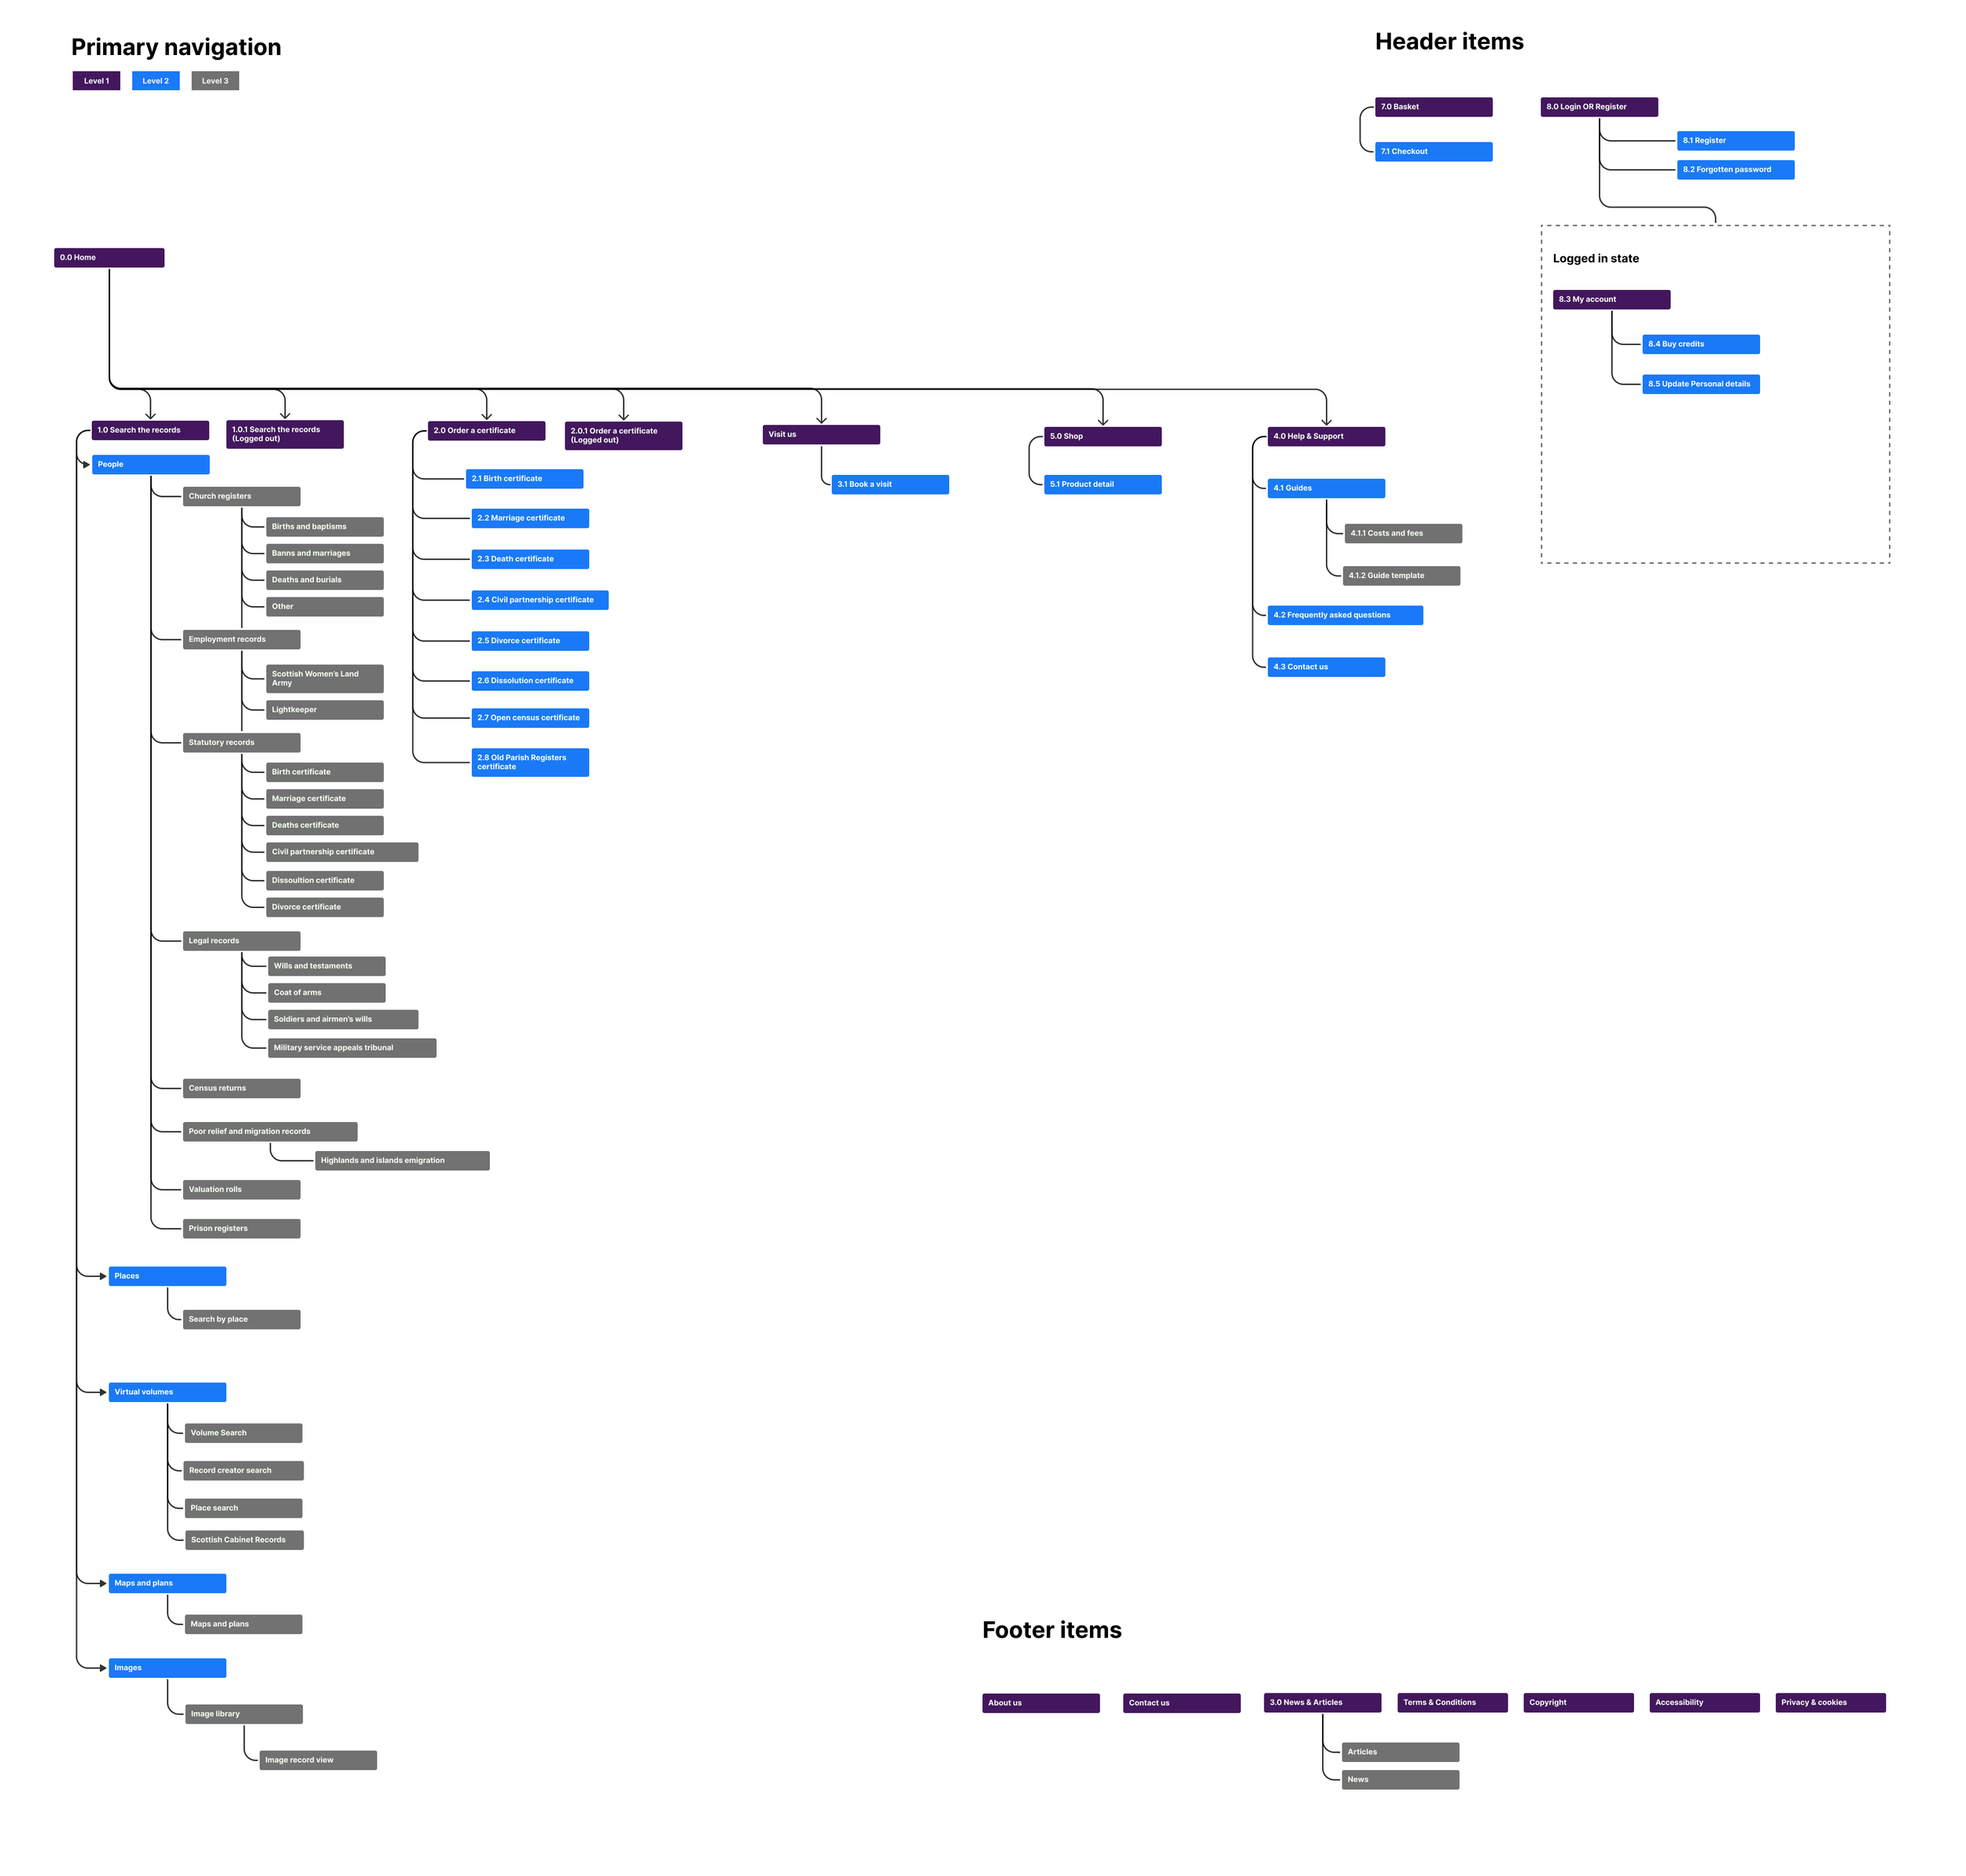 Primary navigation
Level 1
Level 2
Level 3
Header items
7.0 Basket
7.1 Checkout
8.0 Login OR Register
8.1 Register
8.2 Forgotten password
Logged in state
8.3 My account
8.4 Buy credits
8.5 Update Personal details
0.0 Home
1.0 Search the records
1.0.1 Search the records
(Logged out)
2.0 Order a certificate
2.0.1 Order a certificate
(Logged out)
Visit us
5.0 Shop
4.0 Help & Support
People
Church registers
Births and baptisms
Banns and marriages
Deaths and burials
Other
Employment records
Scottish Women's Land
Army
Lightkeeper
Statutory records
Birth certificate
Marriage certificate
Deaths certificate
Civil partnership certificate
Dissoultion certificate
Divorce certificate
Legal records
Wills and testaments
Coat of arms
Soldiers and airmen's wills
Military service appeals tribunal
Census returns
Poor relief and migration records
Highlands and islands emigration
Valuation rolls
Prison registers
Places
Search by place
Virtual volumes
Volume Search
Record creator search
Place search
Scottish Cabinet Records
Maps and plans
Maps and plans
Images
Image library
Image record view
2.1 Birth certificate
2.2 Marriage certificate
2.3 Death certificate
2.4 Civil partnership certificate
2.5 Divorce certificate
2.6 Dissolution certificate
2.7 Open census certificate
2.8 Old Parish Registers
certificate
3.1 Book a visit
5.1 Product detail
4.1 Guides
4.1.1 Costs and fees
4.1.2 Guide template
4.2 Frequently asked questions
4.3 Contact us
Footer items
About us
Contact us
3.0 News & Articles
Terms & Conditions
Copyright
Accessibility
Privacy & cookies
Articles
News